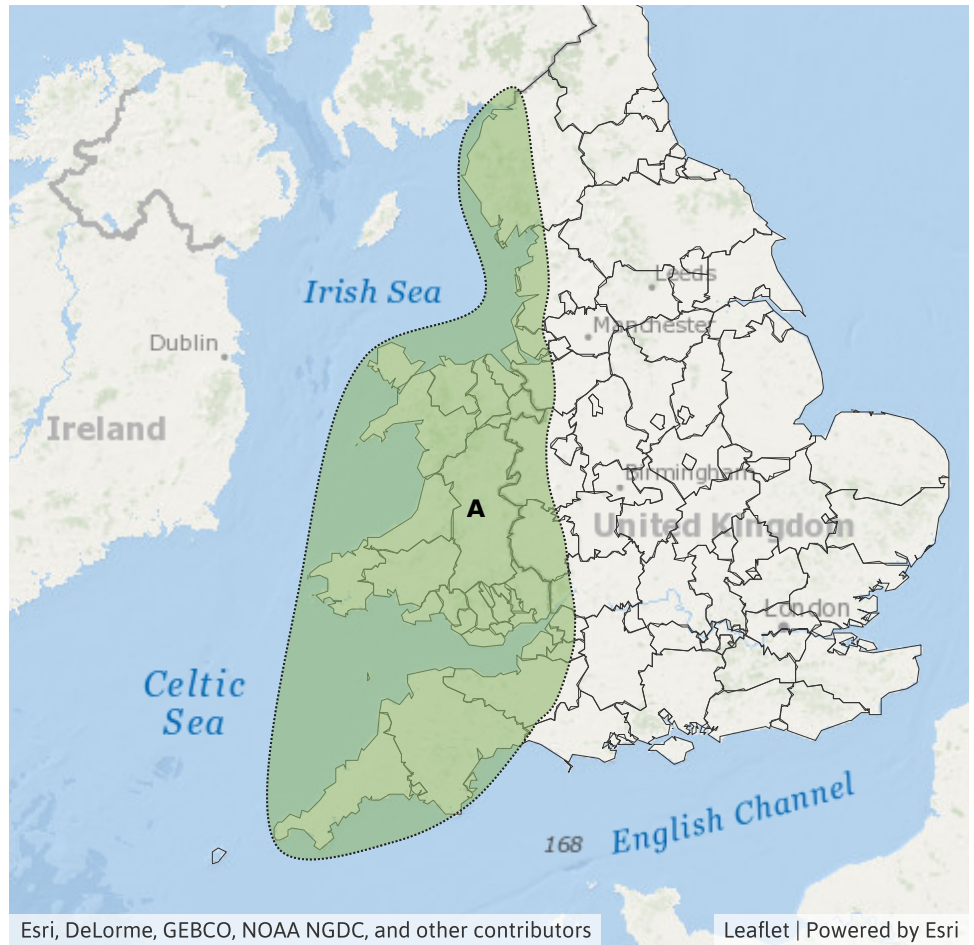 Irish Sea
Leeds
Manchester
Dublin
Ireland
Birmingham
A
United Kingdom
London
Celtic
Sea
English Channel
168
Esri, DeLorme, GEBCO, NOAA NGDC, and other contributors
Leaflet | Powered by Esri